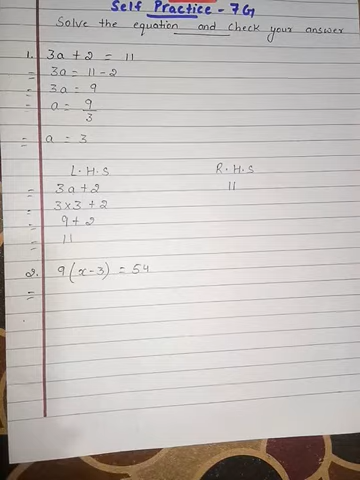 Self Practice - 7G
Solve the equation and check your answer
1. 3a + 2 = 11
= 3a = 11 - 2
= 3a = 9
= a = 9/3
= a = 3
L.H.S R.H.S
= 3a + 2 11
= 3×3 + 2
= 9 + 2
= 11
2. 9(x-3) = 54
=